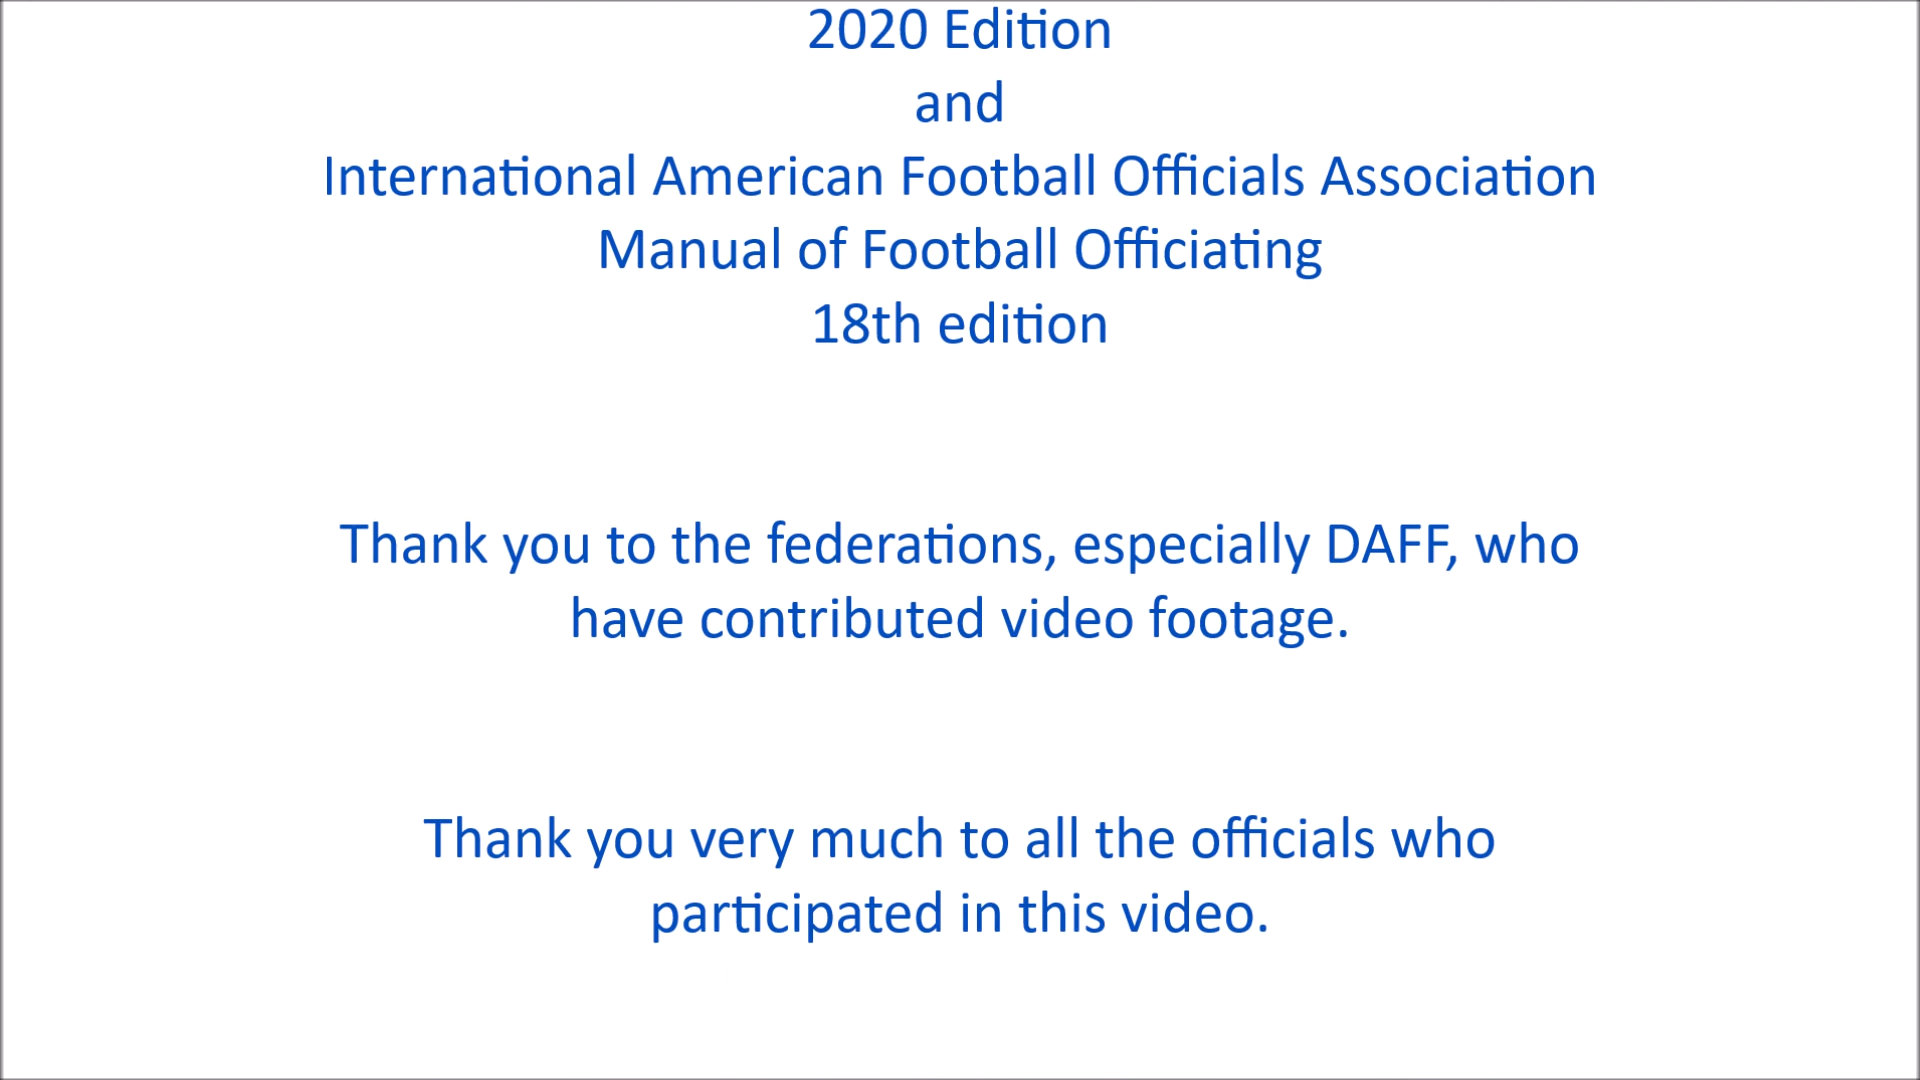 2020 Edition
and
International American Football Officials Association
Manual of Football Officiating
18th edition
Thank you to the federations, especially DAFF, who
have contributed video footage.
Thank you very much to all the officials who
participated in this video.